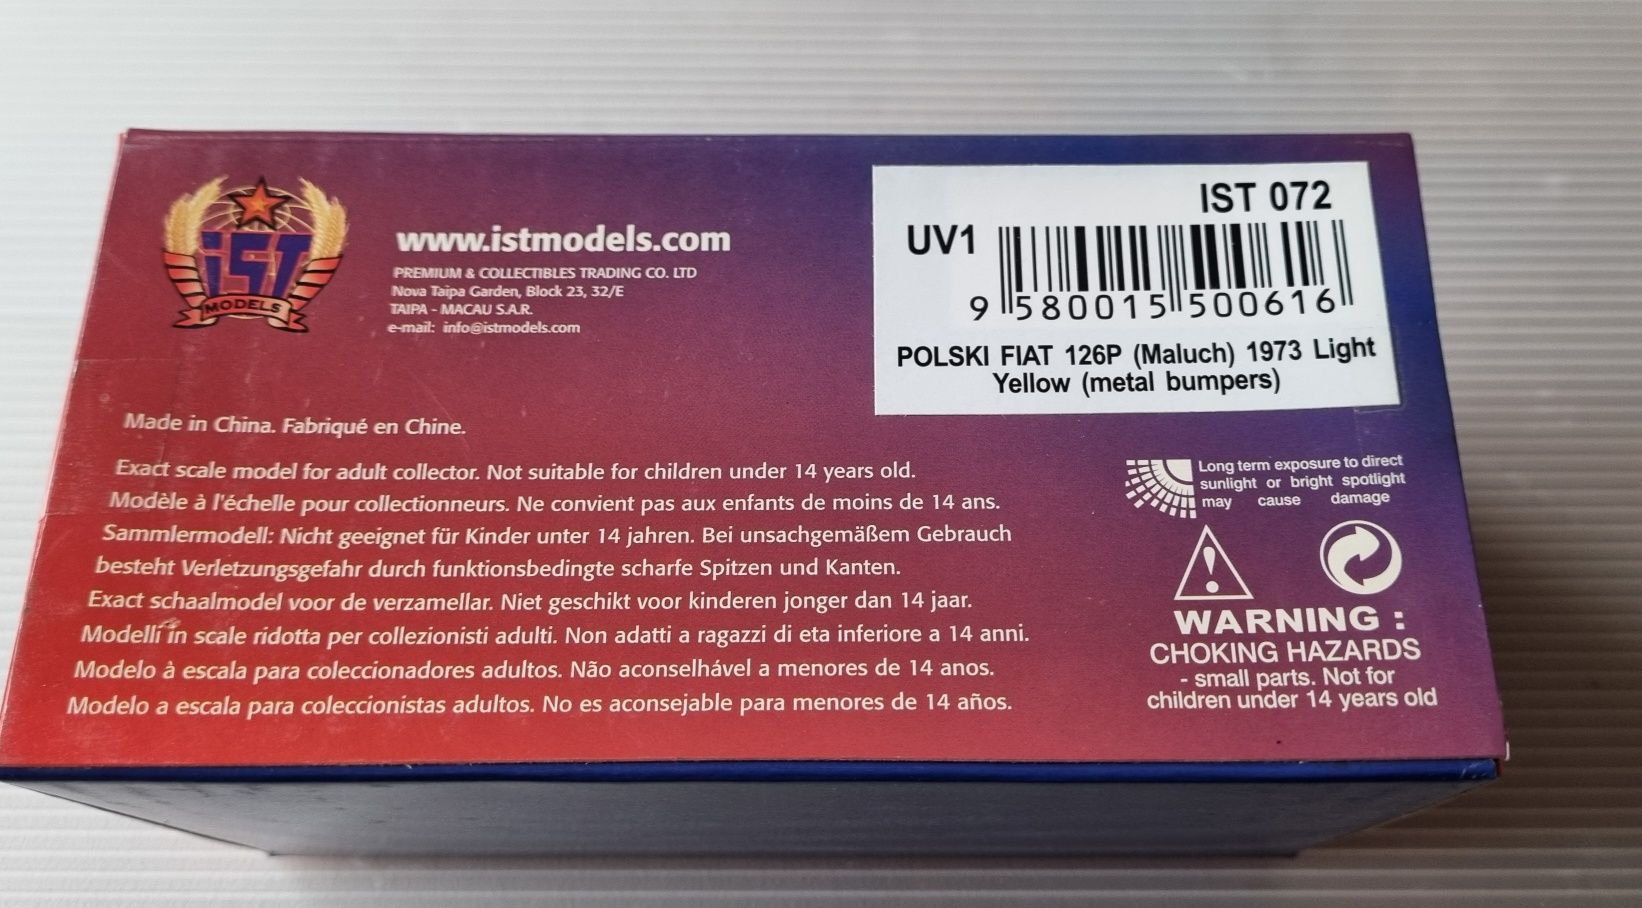 iST
MODELS
www.istmodels.com
PREMIUM & COLLECTIBLES TRADING CO. LTD
Nova Taipa Garden, Block 23, 32/E
TAIPA - MACAU S.A.R.
e-mail: info@istmodels.com
IST 072
UV1
9 580015 500616
POLSKI FIAT 126P (Maluch) 1973 Light
Yellow (metal bumpers)
Made in China. Fabriqué en Chine.
Exact scale model for adult collector. Not suitable for children under 14 years old.
Modèle à l'échelle pour collectionneurs. Ne convient pas aux enfants de moins de 14 ans.
Sammlermodell: Nicht geeignet für Kinder unter 14 jahren. Bei unsachgemäßem Gebrauch
besteht Verletzungsgefahr durch funktionsbedingte scharfe Spitzen und Kanten.
Exact schaalmodel voor de verzamellar. Niet geschikt voor kinderen jonger dan 14 jaar.
Modelli in scale ridotta per collezionisti adulti. Non adatti a ragazzi di eta inferiore a 14 anni.
Modelo à escala para coleccionadores adultos. Não aconselhável a menores de 14 anos.
Modelo a escala para coleccionistas adultos. No es aconsejable para menores de 14 años.
Long term exposure to direct
sunlight or bright spotlight
may cause damage
WARNING :
CHOKING HAZARDS
- small parts. Not for
children under 14 years old